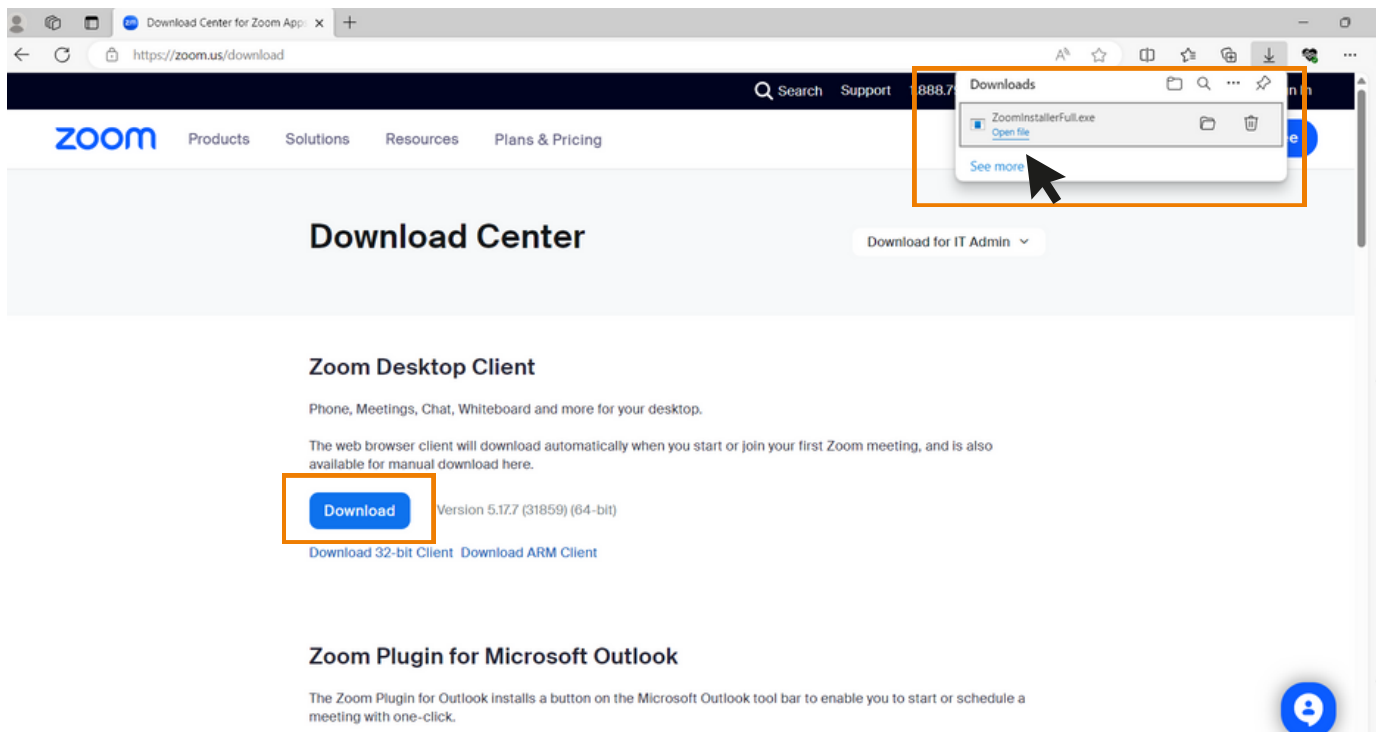 Download Center for Zoom App
https://zoom.us/download
Search Support 1.888.79
Downloads
ZoomInstallerFull.exe
Open file
See more
zoom Products Solutions Resources Plans & Pricing
Download Center
Download for IT Admin
Zoom Desktop Client
Phone, Meetings, Chat, Whiteboard and more for your desktop.
The web browser client will download automatically when you start or join your first Zoom meeting, and is also
available for manual download here.
Download Version 5.17.7 (31859) (64-bit)
Download 32-bit Client Download ARM Client
Zoom Plugin for Microsoft Outlook
The Zoom Plugin for Outlook installs a button on the Microsoft Outlook tool bar to enable you to start or schedule a
meeting with one-click.